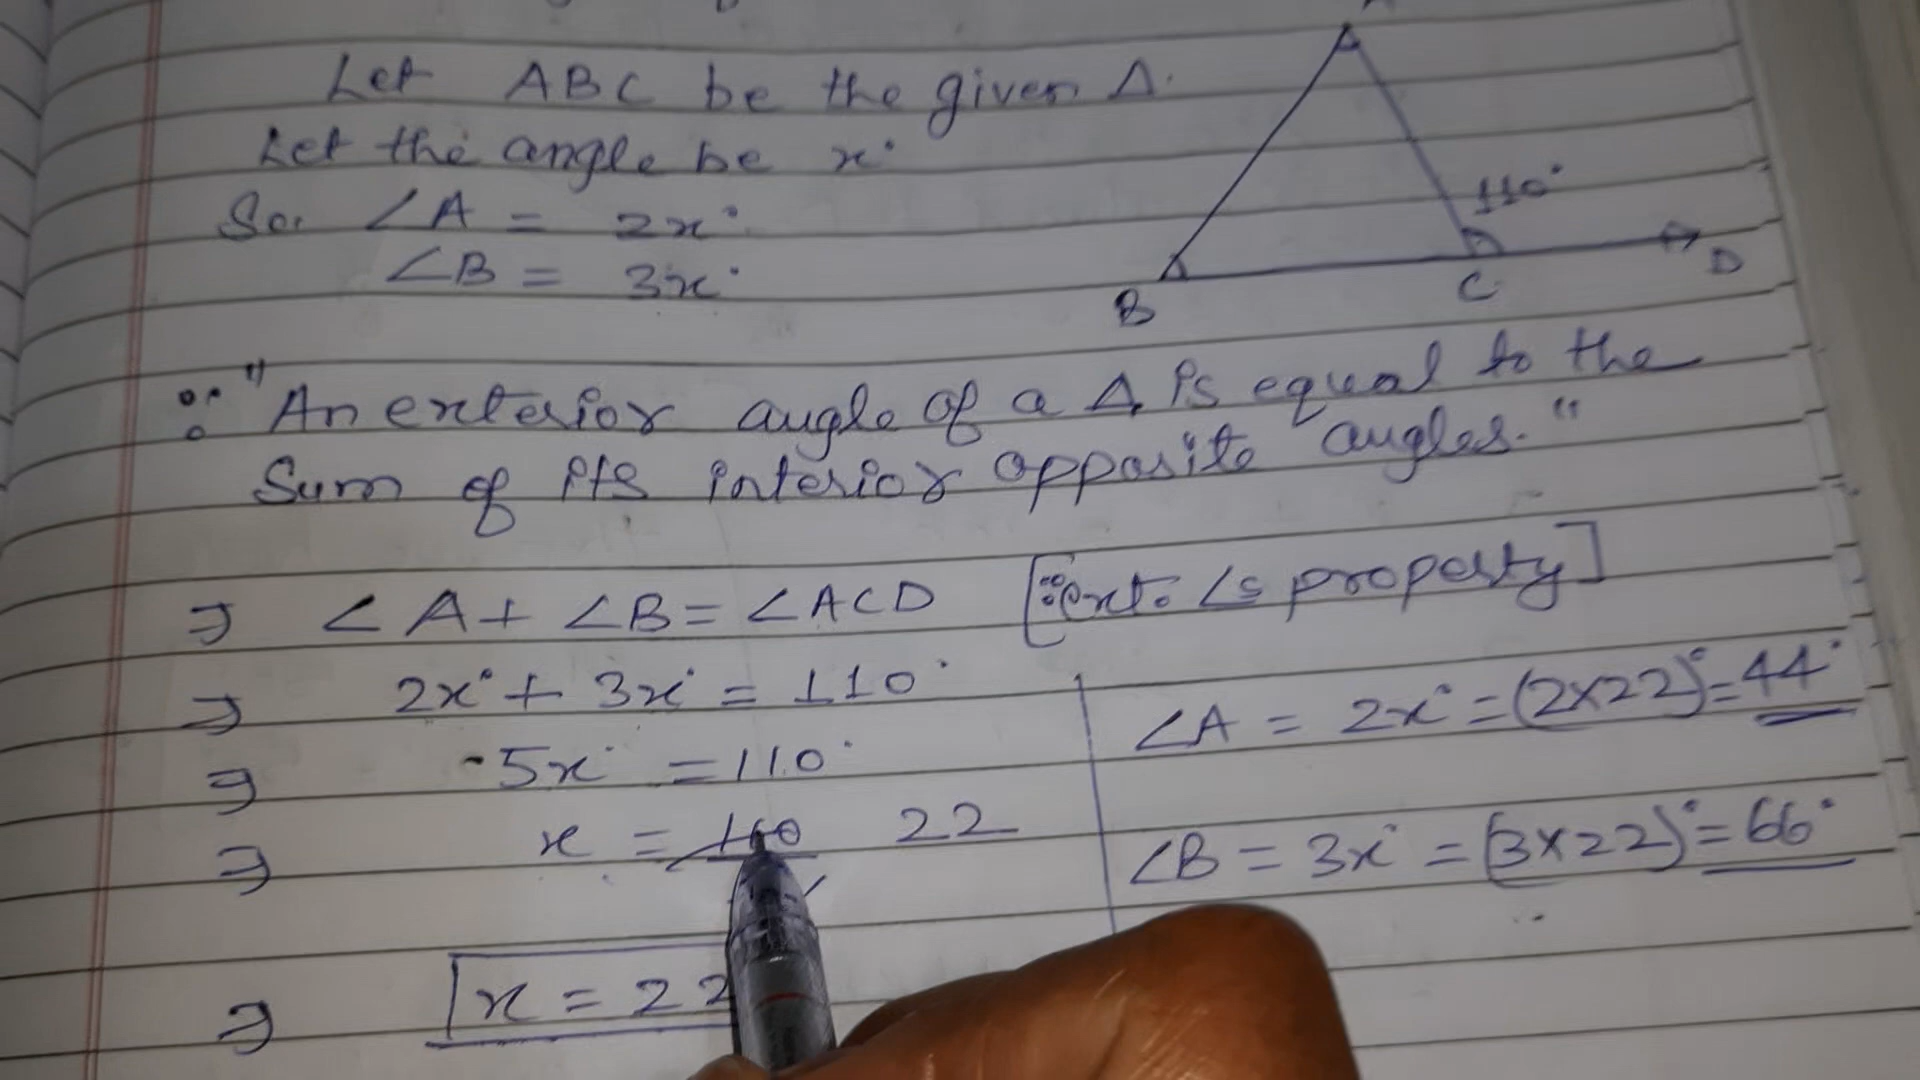 Let ABC be the given Δ.
Let the angle be x°
So, ∠A = 2x°
∠B = 3x°
110°
B
C
D
∵ "An exterior angle of a Δ is equal to the
Sum of its interior opposite angles."
⇒ ∠A + ∠B = ∠ACD [∵ ext. ∠s property]
⇒ 2x° + 3x° = 110°
⇒ 5x° = 110°
⇒ x = 110 22
⇒ x = 22
∠A = 2x° = (2×22)° = 44°
∠B = 3x° = (3×22)° = 66°